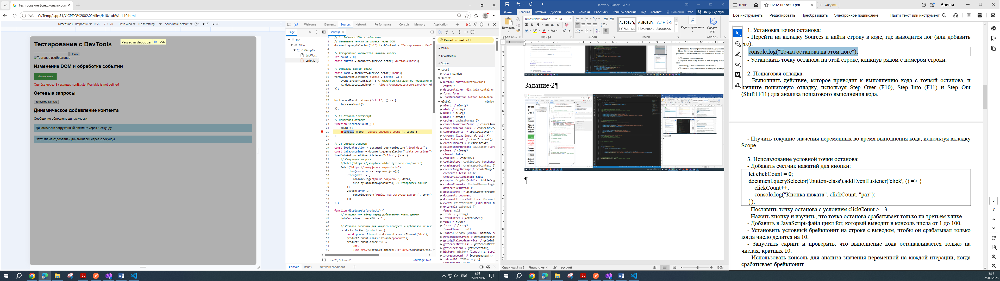 Тестирование функциональност
Файл
C:/Temp/ispp31/ИСРПО%2002.02/files/lr10/LabWork10.html
Dimensions: Responsive 1158 × 1170 Fit to wind No throttling 'Save-Data': default
Тестирование с DevTools
Paused in debugger
Найти
Тестовое изображение
Изменение DOM и обработка событий
Нажми меня
Ошибка через 3 секунды: nonExistentVariable is not defined
Сетевые запросы
Загрузить данные
Динамическое добавление контента
Сообщение обновлено динамически
Динамически загруженный элемент через 1 секунду
Этот элемент добавлен динамически через 2 секунды
Welcome Elements Sources Network Performance Console Memory Application 2
Page
top
file://
C:/Temp/is...
LabWor...
script.js
script.js
1 // 1: Работа с DOM и событиями
2 // Изменение текста заголовка через DOM
3 document.querySelector('h1').textContent = 'Тестирование с DevTo
4
5 // Логирование количества нажатий кнопки
6 let count = 0;
7 const button = document.querySelector('.button-class');
8
9 // Отправка данных формы
10 const form = document.querySelector('form');
11 form.addEventListener('submit', (event) => {
12 event.preventDefault(); // Отменяем стандартное поведение ф
13 window.location.href = 'https://www.google.com/search?q='+d
14 });
15
16
17 button.addEventListener('click', () => {
18 increaseCount()
19 });
20
21 // 2: Отладка JavaScript
22 // Пошаговая отладка
23 function increaseCount() {
24 count++;
25 console.log("Текущее значение count:", count);
26 }
27
28 // 3: Сетевые запросы
29 const loadDataButton = document.querySelector('.load-data');
30 const dataContainer = document.querySelector('.data-container')
31 loadDataButton.addEventListener('click', () => {
32 // Симуляция запроса
33 //fetch('https://jsonplaceholder.typicode.com/posts')
34 fetch('https://dummyjson.com/products')
35 .then(response => response.json())
36 .then(data => {
37 console.log("Данные получены:", data);
38 displayData(data.products); // Отображаем данные
39 })
40 .catch(error => {
41 console.error("Ошибка при загрузке данных:", error)
42 });
43 });
44
45 function displayData(products) {
46 // Очищаем контейнер перед добавлением новых данных
47 dataContainer.innerHTML = '';
48
49 // Создаем элементы для каждого продукта и добавляем их в к
50 products.forEach(product => {
51 const productElement = document.createElement('div');
52 productElement.classList.add('product');
53 productElement.innerHTML = `
54 <hr>
55 <img src="${product.images[0]}" alt="${product.title
{ } Line 25, Column 2 Coverage: N/A
Paused on breakpoint
Watch
Breakpoints
Scope
Local
this: Window
Script
button: button.button-class
count: 1
dataContainer: div.data-container
form: form
loadDataButton: button.load-data
Global Window
alert: ƒ alert()
atob: ƒ atob()
blur: ƒ blur()
btoa: ƒ btoa()
caches: CacheStorage {}
cancelAnimationFrame: ƒ cancelAnim
cancelIdleCallback: ƒ cancelIdleCa
captureEvents: ƒ captureEvents()
chrome: {loadTimes: ƒ, csi: ƒ}
clearInterval: ƒ clearInterval()
clearTimeout: ƒ clearTimeout()
clientInformation: Navigator {vend
close: ƒ close()
closed: false
confirm: ƒ confirm()
cookieStore: CookieStore {onchange
crashReport: CrashReportContext {}
createImageBitmap: ƒ createImageBi
credentialless: false
crossOriginIsolated: false
crypto: Crypto {subtle: SubtleCryp
customElements: CustomElementRegis
devicePixelRatio: 2
displayData: ƒ displayData(product
document: document
documentPictureInPicture: Document
event: PointerEvent {isTrusted: tr
external: External {}
fence: null
fetch: ƒ fetch()
fetchLater: ƒ fetchLater()
find: ƒ find()
focus: ƒ focus()
frameElement: null
frames: Window {window: Window, se
getComputedStyle: ƒ getComputedSty
getDigitalGoodsService: ƒ getDigit
getScreenDetails: ƒ getScreenDetai
getSelection: ƒ getSelection()
history: History {length: 1, scrol
increaseCount: ƒ increaseCount()
indexedDB: IDBFactory {}
Console Issues Network conditions
ENG 9:31 25.09.2026
labwork10.docx - Word
Файл Главная Вставка Дизайн Макет Ссылки Рассылки Рецензирование Вид Acrobat Помощн Вход Общий доступ
Вставить
Times New Roman 14
Ж К Ч abc x₂ x²
АаБбВвГг, АаБбВвГг, АаБбВв
¶ Обычный ¶ Без инте... Заголово...
Редактирование
Создать PDF
Буфер об... Шрифт Абзац Стили Adobe...
Задание·2¶
¶
Страница 3 из 3 Число слов: 4 русский 150%
Меню 0202 ЛР №10.pdf Создать Войти
Все инструменты Редактировать Преобразовать Электронное подписание Найти текст или инструмент
1. Установка точки останова:
- Перейти на вкладку Sources и найти строку в коде, где выводится лог (или добавить
его):
console.log("Точка останова на этом логе");
- Установить точку останова на этой строке, кликнув рядом с номером строки.
2. Пошаговая отладка:
- Выполнить действие, которое приводит к выполнению кода с точкой останова, и
начните пошаговую отладку, используя Step Over (F10), Step Into (F11) и Step Out
(Shift+F11) для анализа пошагового выполнения кода.
- Изучить текущие значения переменных во время выполнения кода, используя вкладку
Scope.
3. Использование условной точки останова:
- Добавить счетчик нажатий для кнопки:
let clickCount = 0;
document.querySelector('.button-class').addEventListener('click', () => {
clickCount++;
console.log("Кнопка нажата", clickCount, "раз");
});
- Поставить точку останова с условием clickCount >= 3.
- Нажать кнопку и изучить, что точка останова срабатывает только на третьем клике.
- Добавить в JavaScript-файл цикл for, который выводит в консоль числа от 1 до 100.
- Установить условный брейкпоинт на строке с выводом, чтобы он срабатывал только
когда число делится на 10.
- Запустить скрипт и проверить, что выполнение кода останавливается только на
числах, кратных 10.
- Использовать консоль для анализа значения переменной на каждой итерации, когда
срабатывает брейкпоинт.
3
7
9:31
25.09.2026